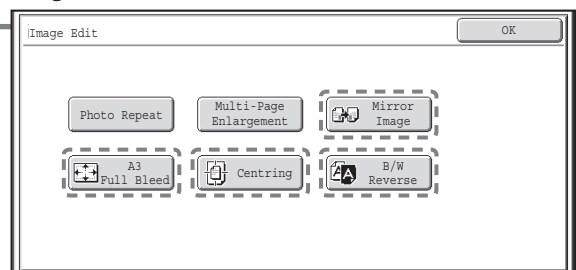 Image Edit
OK
Photo Repeat
Multi-Page
Enlargement
Mirror
Image
A3
Full Bleed
Centring
B/W
Reverse